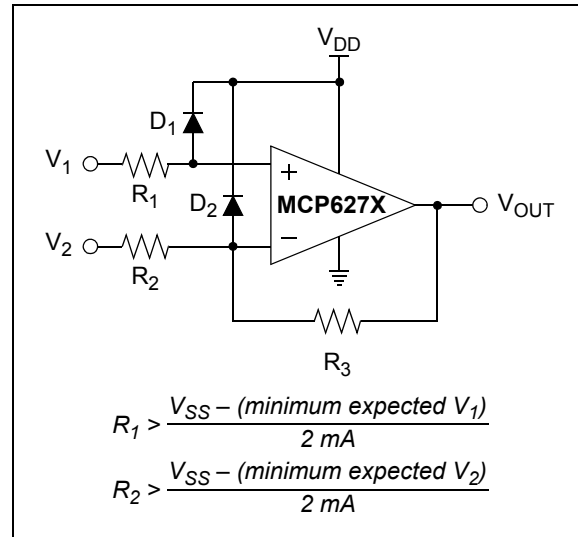 V_DD
D_1
V_1
R_1
+
MCP627X
V_OUT
D_2
V_2
−
R_2
R_3
R_1 > V_SS – (minimum expected V_1) / 2 mA
R_2 > V_SS – (minimum expected V_2) / 2 mA